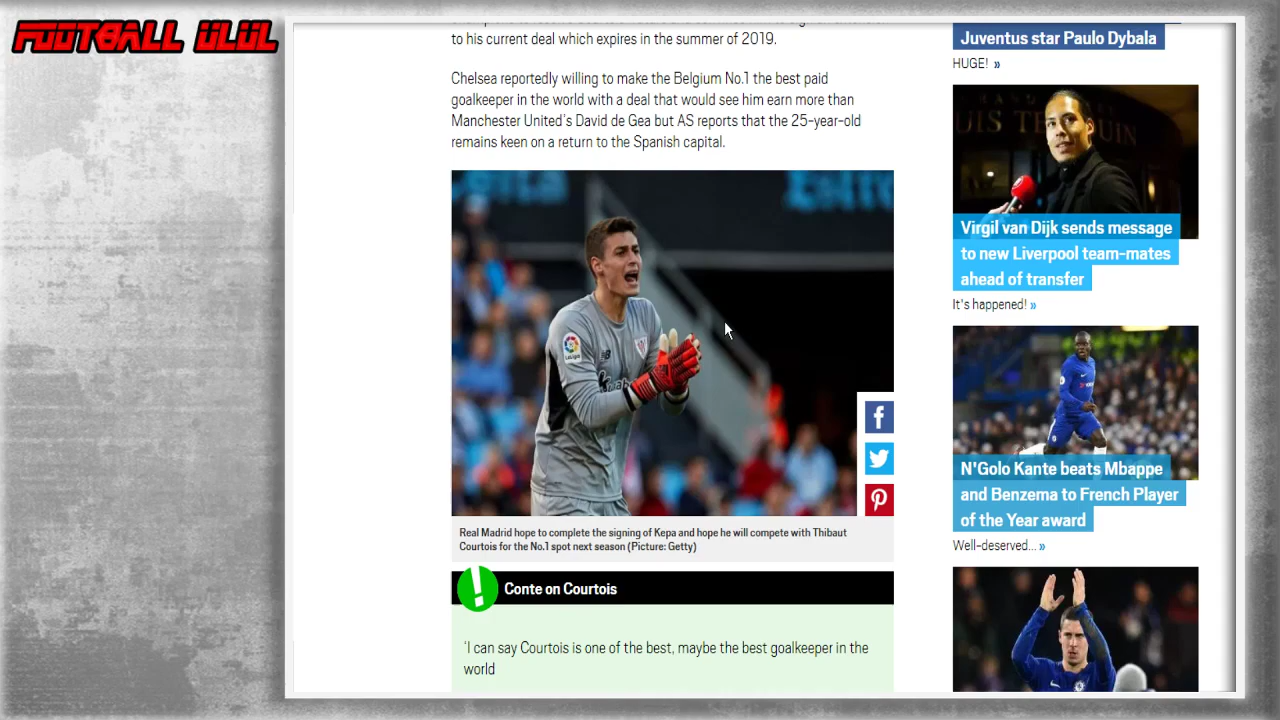 FOOTBALL ÜLÜL
to his current deal which expires in the summer of 2019.
Chelsea reportedly willing to make the Belgium No.1 the best paid
goalkeeper in the world with a deal that would see him earn more than
Manchester United's David de Gea but AS reports that the 25-year-old
remains keen on a return to the Spanish capital.
Real Madrid hope to complete the signing of Kepa and hope he will compete with Thibaut
Courtois for the No.1 spot next season (Picture: Getty)
Conte on Courtois
'I can say Courtois is one of the best, maybe the best goalkeeper in the
world
Juventus star Paulo Dybala
HUGE! »
Virgil van Dijk sends message
to new Liverpool team-mates
ahead of transfer
It's happened! »
N'Golo Kante beats Mbappe
and Benzema to French Player
of the Year award
Well-deserved... »